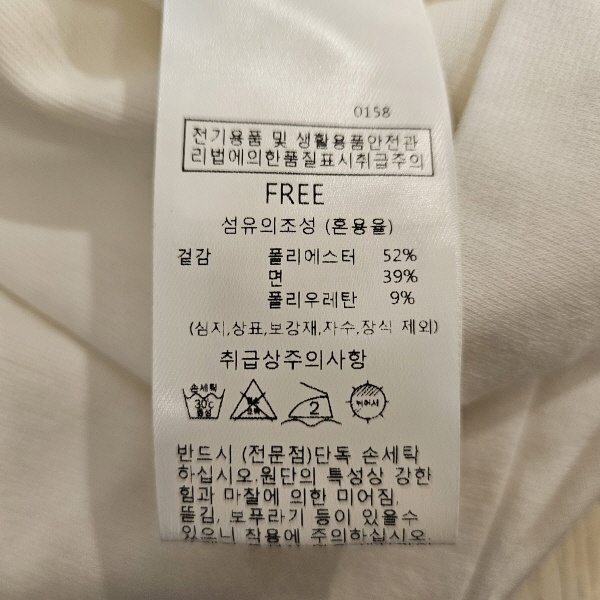 0158
전기용품 및 생활용품안전관
리법에의한품질표시취급주의
FREE
섬유의조성 (혼용율)
겉감 폴리에스터 52%
면 39%
폴리우레탄 9%
(심지,상표,보강재,자수,장식 제외)
취급상주의사항
손세탁
30℃
중성
2
뉘어서
반드시 (전문점)단독 손세탁
하십시오.원단의 특성상 강한
힘과 마찰에 의한 미어짐,
뜯김, 보푸라기 등이 있을수
있으니 착용에 주의하십시오.